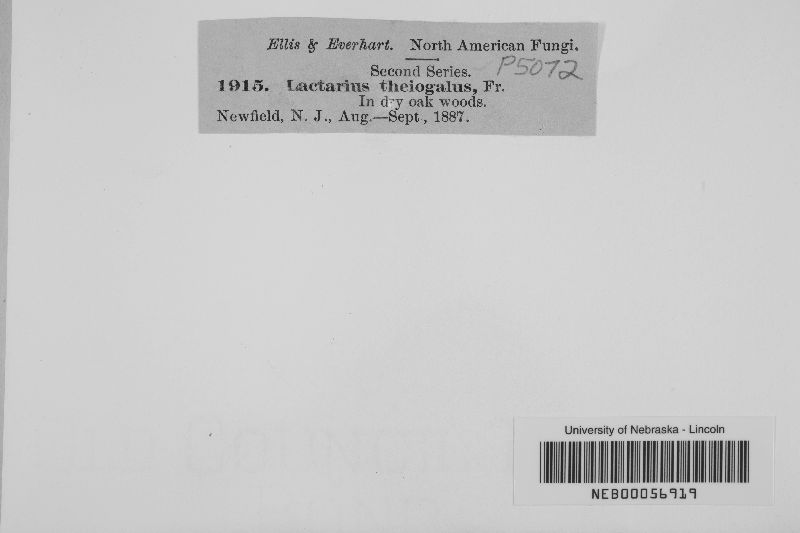 Ellis & Everhart. North American Fungi.
Second Series.
P5072
1915. Lactarius theiogalus, Fr.
In dry oak woods.
Newfield, N. J., Aug.—Sept., 1887.
University of Nebraska - Lincoln
NEB00056919